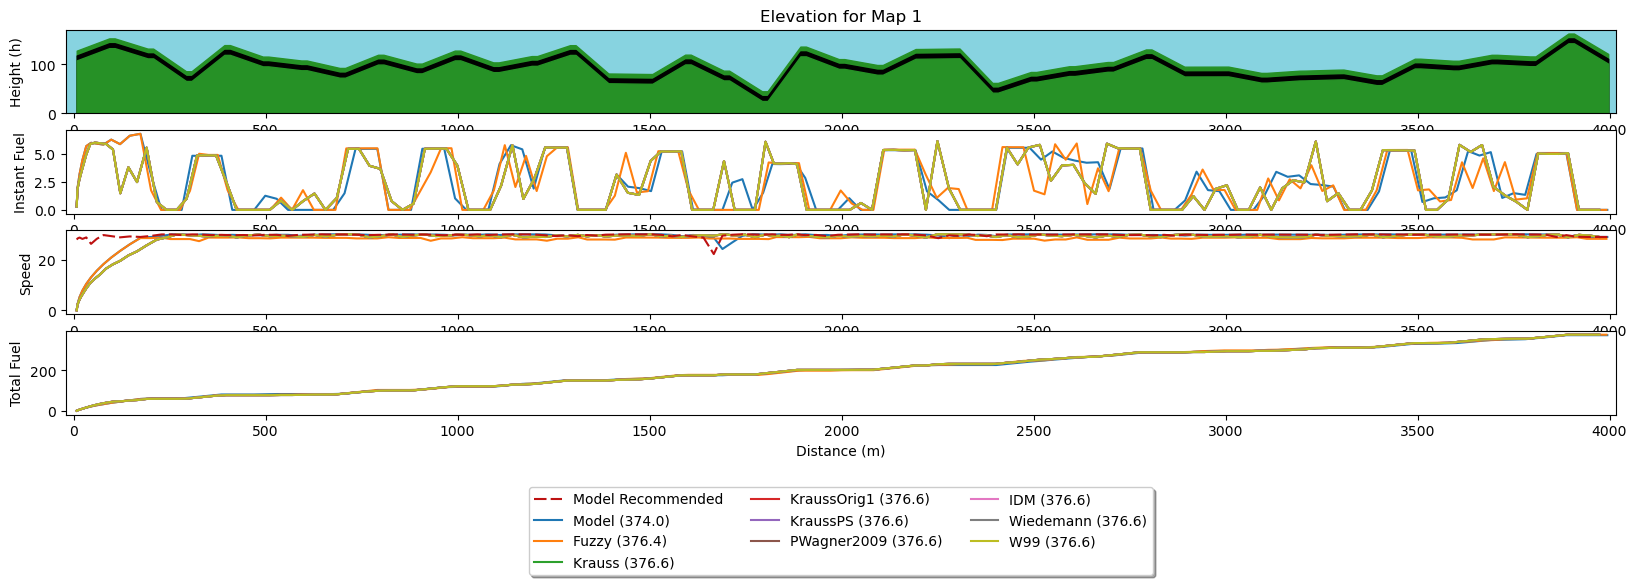 Elevation for Map 1
Height (h)
100
0
0 500 1000 1500 2000 2500 3000 3500 4000
Instant Fuel
5.0
2.5
0.0
0 500 1000 1500 2000 2500 3000 3500 4000
Speed
20
0
0 500 1000 1500 2000 2500 3000 3500 4000
Total Fuel
200
0
0 500 1000 1500 2000 2500 3000 3500 4000
Distance (m)
Model Recommended
Model (374.0)
Fuzzy (376.4)
Krauss (376.6)
KraussOrig1 (376.6)
KraussPS (376.6)
PWagner2009 (376.6)
IDM (376.6)
Wiedemann (376.6)
W99 (376.6)